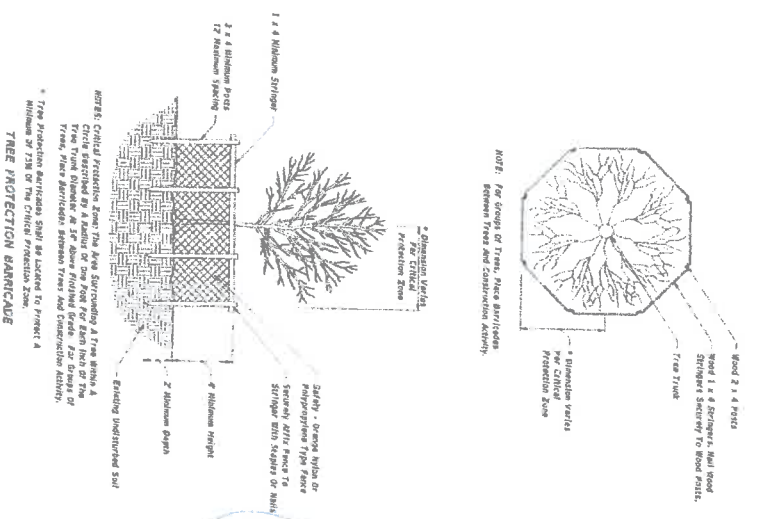 Wood 2 x 4 Posts
Wood 1 x 4 Stringers, Nail Wood
Stringers Securely To Wood Posts.
Tree Trunk
* Dimension Varies
Per Critical
Protection Zone
NOTE: For Groups Of Trees, Place Barricades
Between Trees And Construction Activity.
* Dimension Varies
Per Critical
Protection Zone
1 x 4 Minimum Stringer
2 x 4 Minimum Posts
12' Maximum Spacing
Safety - Orange Nylon Or
Polypropylene Type Fence
Securely Affix Fence To
Stringer With Staples Or Nails
4' Minimum Height
2' Minimum Depth
Existing Undisturbed Soil
NOTES: Critical Protection Zone: The Area Surrounding A Tree Within A
Circle Described By A Radius Of One Foot For Each Inch Of The
Tree Trunk Diameter At 54" Above Finished Grade. For Groups Of
Trees, Place Barricades Between Trees And Construction Activity.
* Tree Protection Barricades Shall Be Located To Protect A
Minimum Of 75% Of The Critical Protection Zone.
TREE PROTECTION BARRICADE